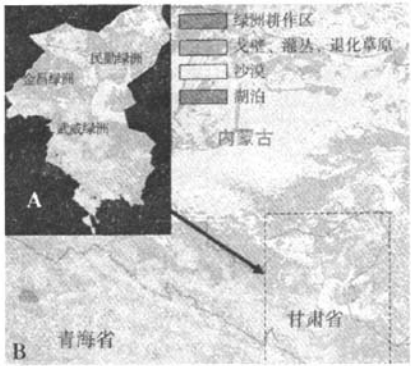 民勤绿洲
金昌绿洲
武威绿洲
A
绿洲耕作区
戈壁、灌丛、退化草原
沙漠
湖泊
内蒙古
甘肃省
青海省
B